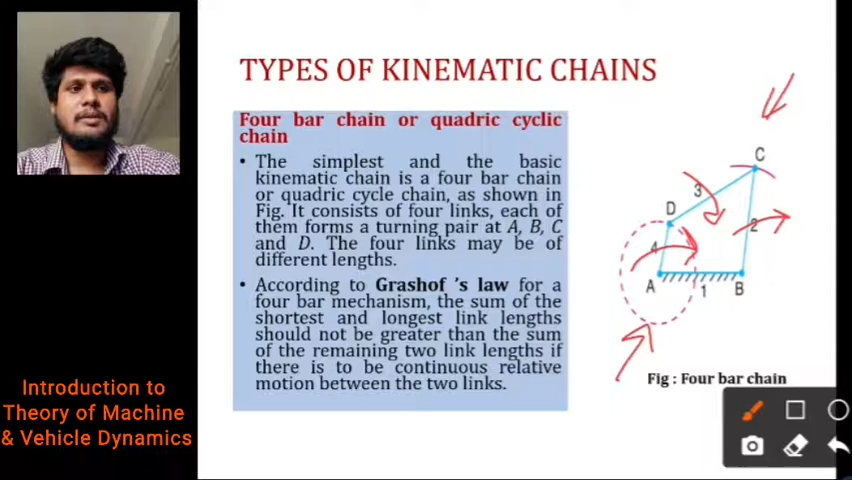 TYPES OF KINEMATIC CHAINS
Four bar chain or quadric cyclic
chain
• The simplest and the basic
kinematic chain is a four bar chain
or quadric cycle chain, as shown in
Fig. It consists of four links, each of
them forms a turning pair at A, B, C
and D. The four links may be of
different lengths.
• According to Grashof 's law for a
four bar mechanism, the sum of the
shortest and longest link lengths
should not be greater than the sum
of the remaining two link lengths if
there is to be continuous relative
motion between the two links.
C
3
D
2
4
A
1
B
Fig : Four bar chain
Introduction to
Theory of Machine
& Vehicle Dynamics